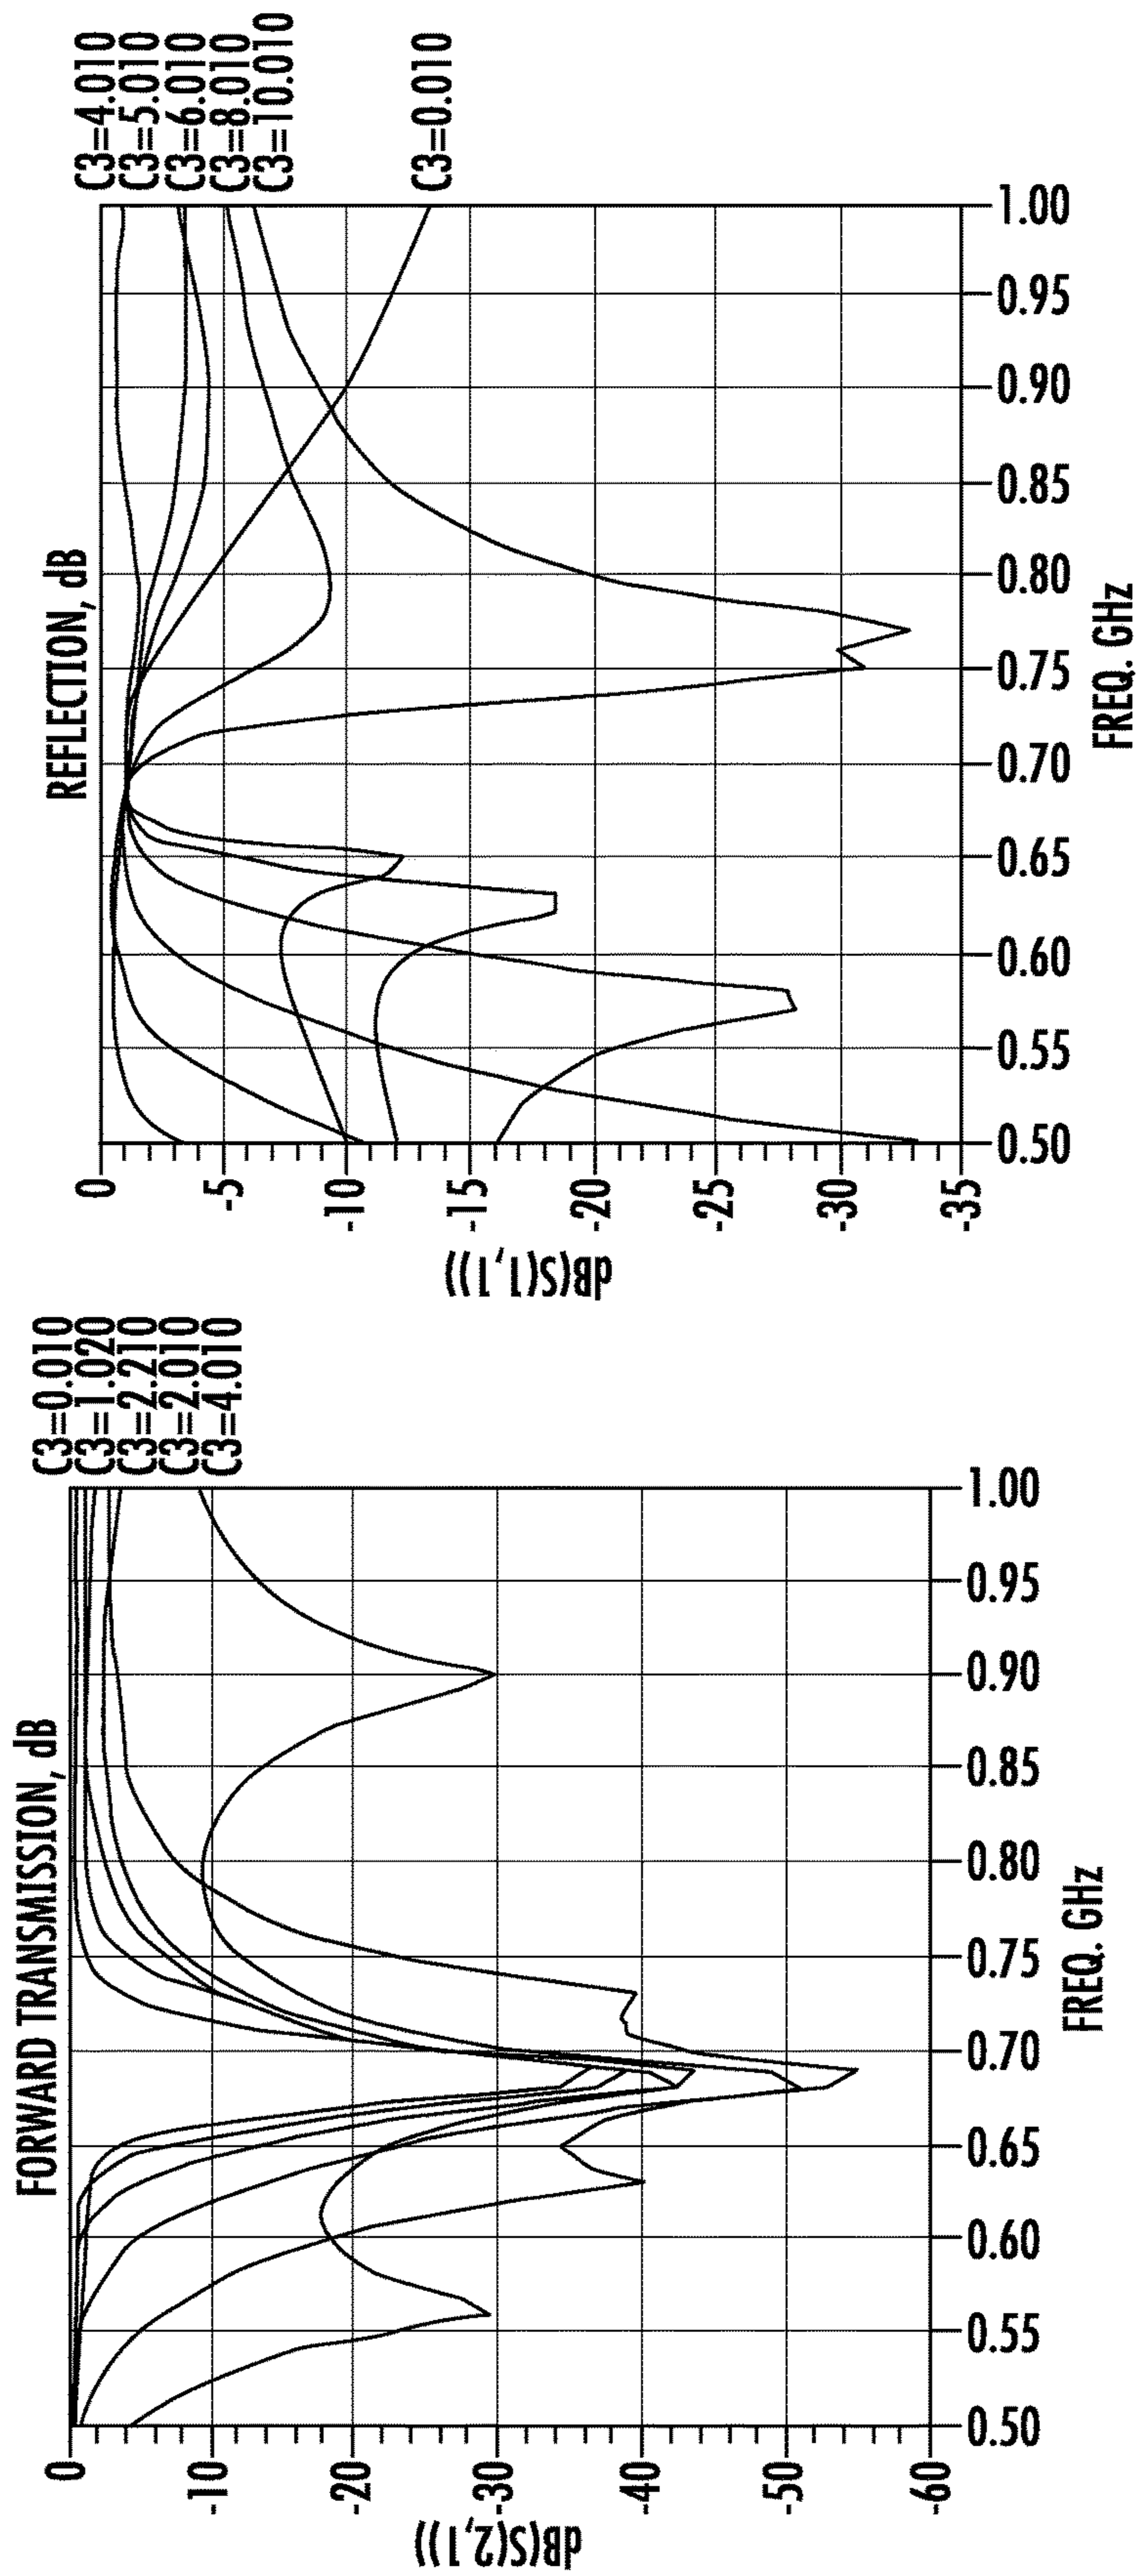 FORWARD TRANSMISSION, dB
C3=0.010
C3=1.020
C3=2.210
C3=2.010
C3=4.010
dB(S(2,1))
0
-10
-20
-30
-40
-50
-60
0.50 0.55 0.60 0.65 0.70 0.75 0.80 0.85 0.90 0.95 1.00
FREQ. GHz
REFLECTION, dB
C3=4.010
C3=5.010
C3=6.010
C3=8.010
C3=10.010
C3=0.010
dB(S(1,1))
0
-5
-10
-15
-20
-25
-30
-35
0.50 0.55 0.60 0.65 0.70 0.75 0.80 0.85 0.90 0.95 1.00
FREQ. GHz